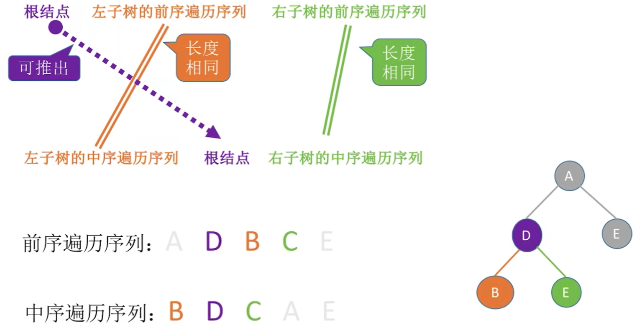 根结点 左子树的前序遍历序列 右子树的前序遍历序列
可推出
长度
相同
长度
相同
左子树的中序遍历序列 根结点 右子树的中序遍历序列
前序遍历序列: A D B C E
中序遍历序列: B D C A E
A
D
E
B
E